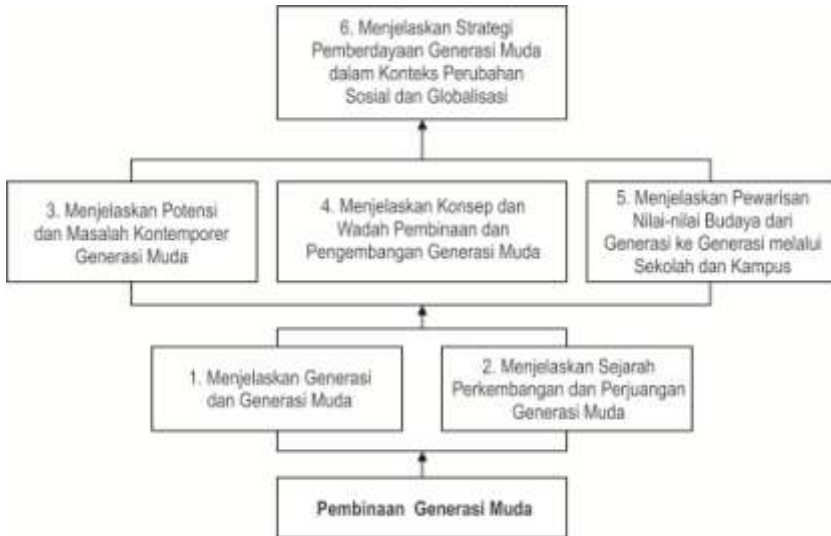 6. Menjelaskan Strategi
Pemberdayaan Generasi Muda
dalam Konteks Perubahan
Sosial dan Globalisasi
3. Menjelaskan Potensi
dan Masalah Kontemporer
Generasi Muda
4. Menjelaskan Konsep dan
Wadah Pembinaan dan
Pengembangan Generasi Muda
5. Menjelaskan Pewarisan
Nilai-nilai Budaya dari
Generasi ke Generasi melalui
Sekolah dan Kampus
1. Menjelaskan Generasi
dan Generasi Muda
2. Menjelaskan Sejarah
Perkembangan dan Perjuangan
Generasi Muda
Pembinaan Generasi Muda